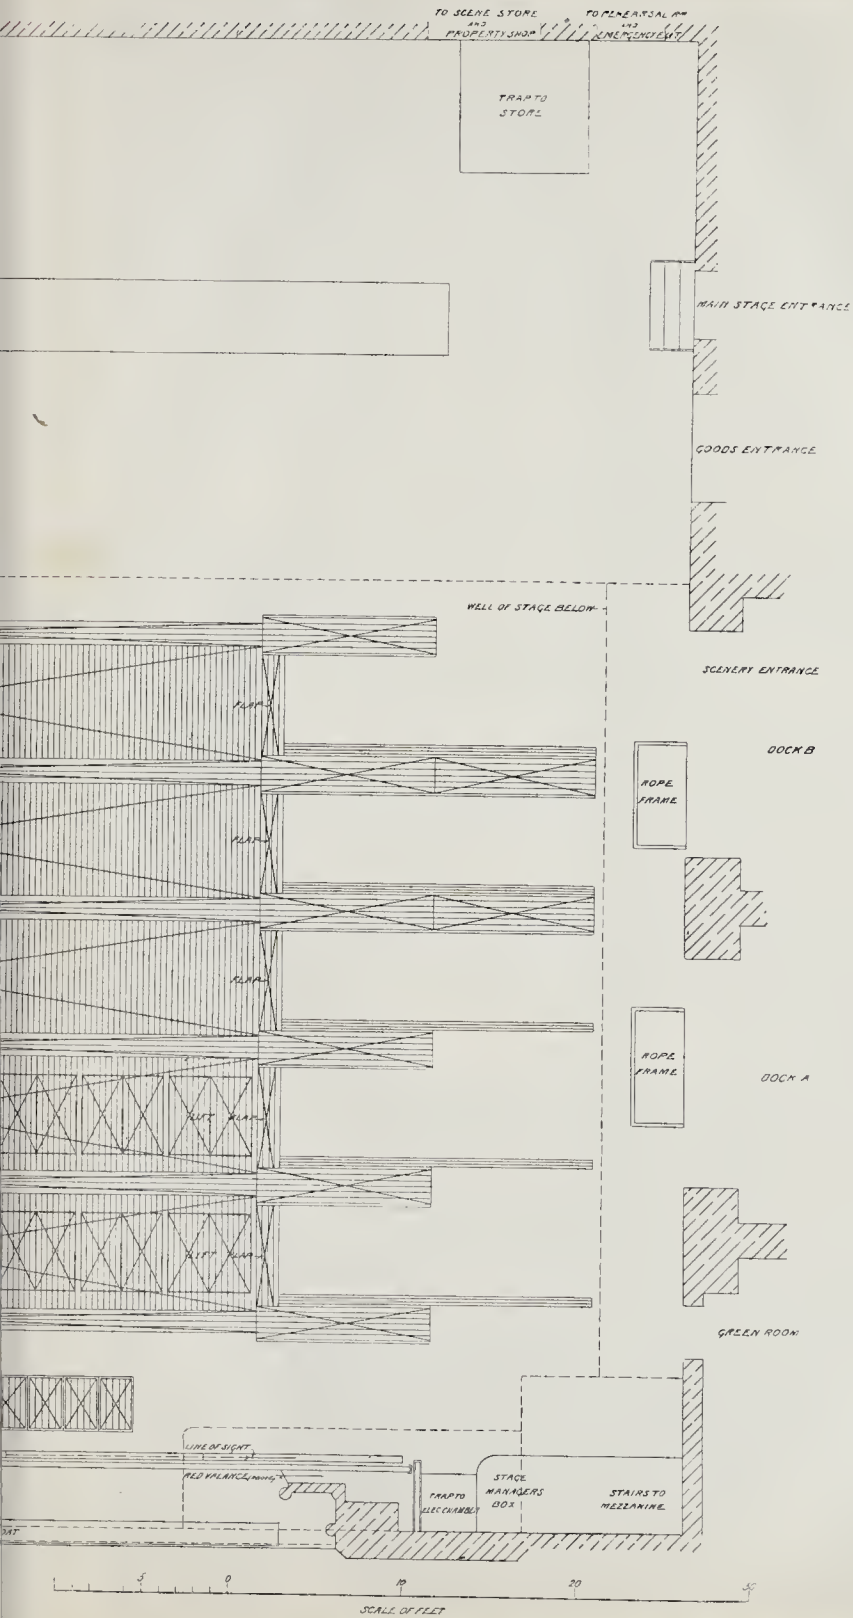 TO SCENE STORE
AND
PROPERTY SHOP
TO REHEARSAL RM
AND
EMERGENCY EXIT
TRAP TO
STORE
MAIN STAGE ENTRANCE
GOODS ENTRANCE
WELL OF STAGE BELOW
SCENERY ENTRANCE
FLAP
DOCK B
ROPE
FRAME
FLAP
FLAP
ROPE
FRAME
DOCK A
LIFT FLAP
LIFT FLAP
GREEN ROOM
LINE OF SIGHT
RED VALANCE
TRAP TO
ELEC CHAMBER
STAGE
MANAGERS
BOX
STAIRS TO
MEZZANINE
5 0 10 20 30
SCALE OF FEET